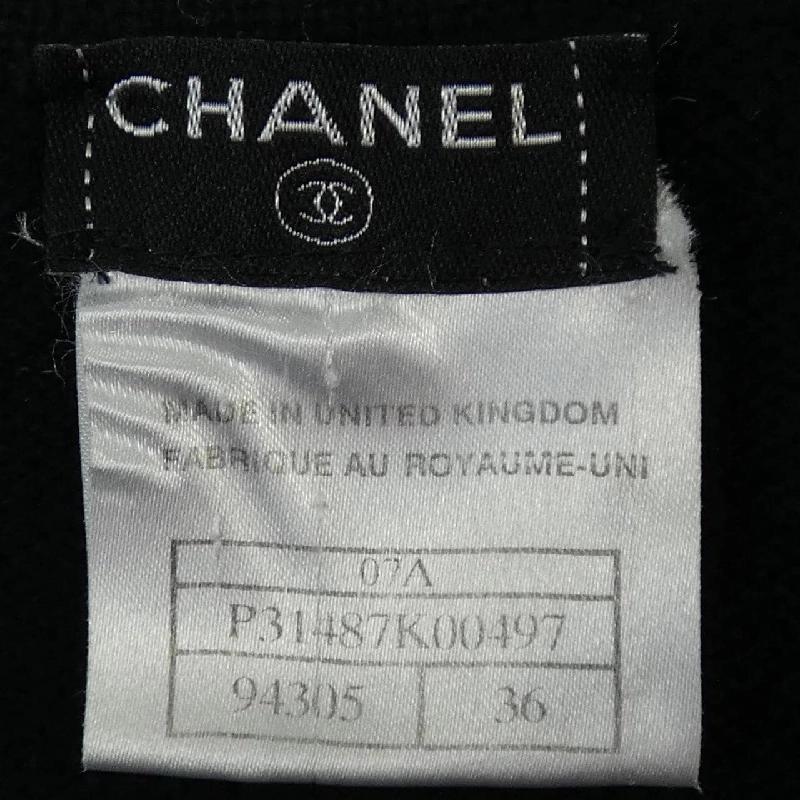 CHANEL
MADE IN UNITED KINGDOM
FABRIQUE AU ROYAUME-UNI
07A
P31487K00497
94305 36